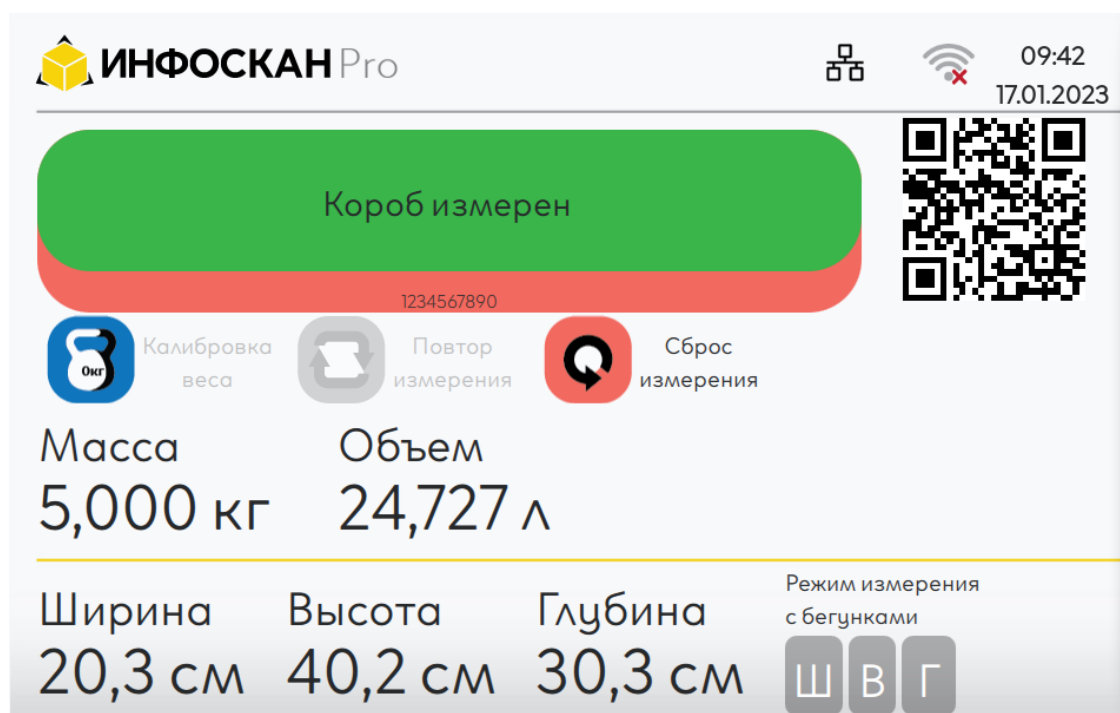 ИНФОСКАН Pro
09:42
17.01.2023
Короб измерен
1234567890
0кг
Калибровка
веса
Повтор
измерения
Сброс
измерения
Масса
Объем
5,000 кг
24,727 л
Режим измерения
с бегунками
Ширина
Высота
Глубина
20,3 см
40,2 см
30,3 см
Ш
В
Г